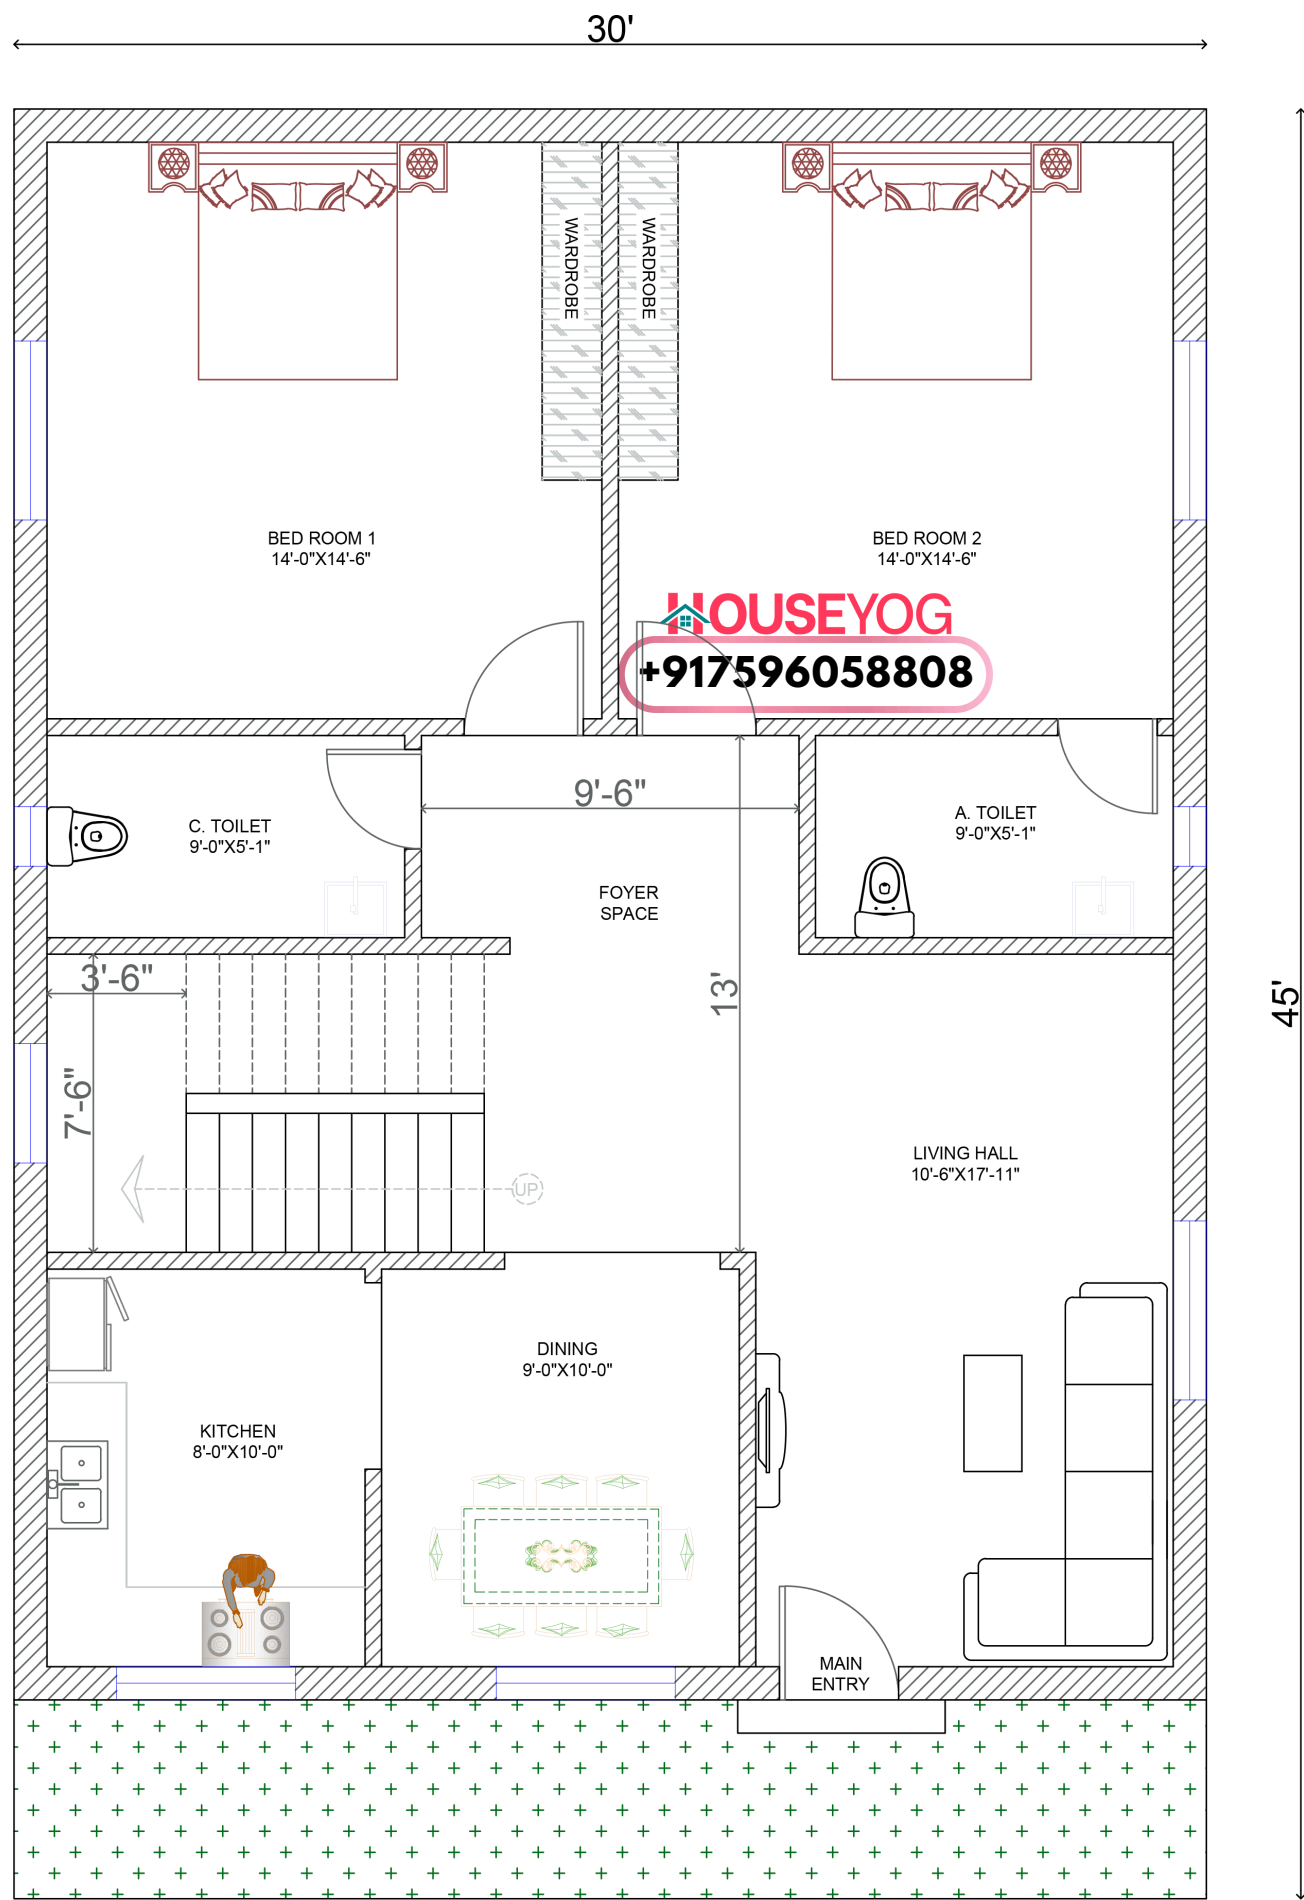 30'
WARDROBE
WARDROBE
BED ROOM 1
14'-0"X14'-6"
BED ROOM 2
14'-0"X14'-6"
HOUSEYOG
+917596058808
9'-6"
C. TOILET
9'-0"X5'-1"
A. TOILET
9'-0"X5'-1"
FOYER
SPACE
3'-6"
13'
45'
7'-6"
LIVING HALL
10'-6"X17'-11"
UP
DINING
9'-0"X10'-0"
KITCHEN
8'-0"X10'-0"
MAIN
ENTRY